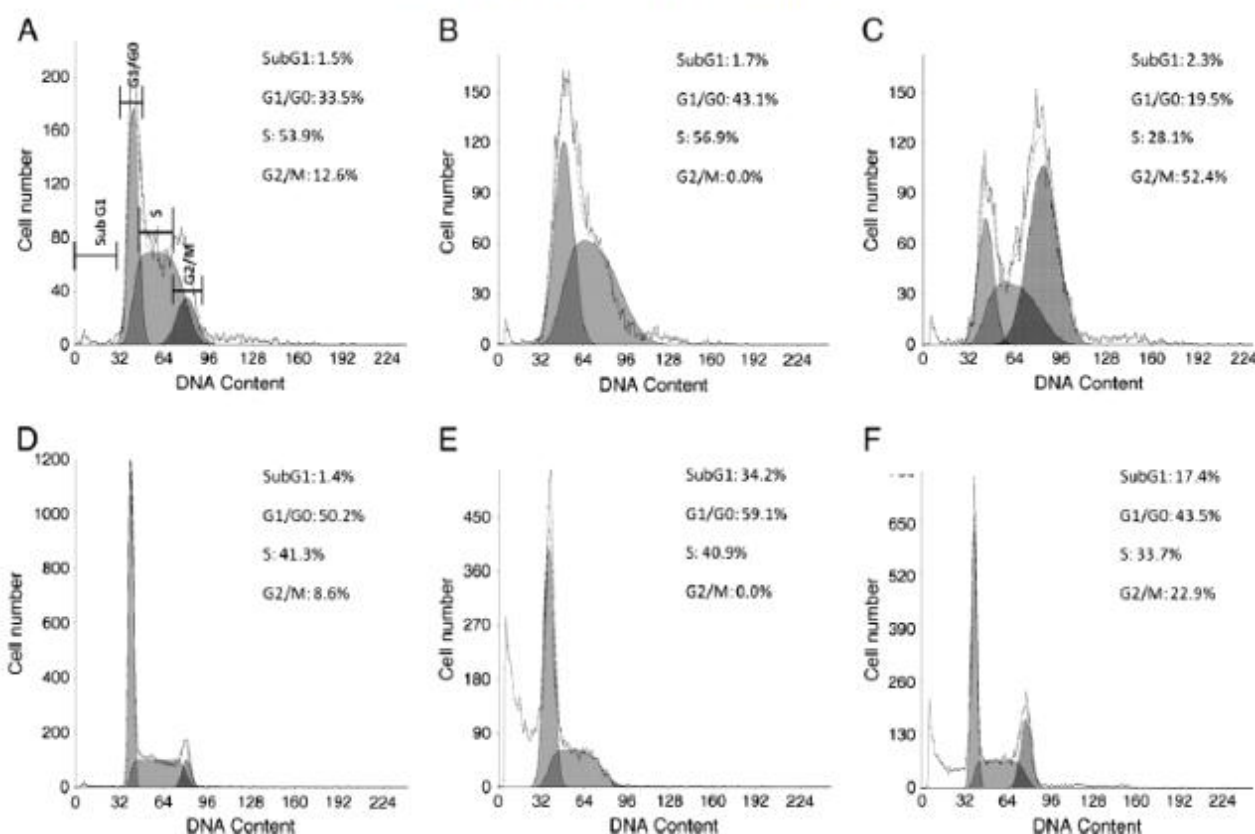 A
G1/G0
Sub G1
S
G2/M
SubG1: 1.5%
G1/G0: 33.5%
S: 53.9%
G2/M: 12.6%
200
160
120
80
40
0
Cell number
0 32 64 96 128 160 192 224
DNA Content
B
SubG1: 1.7%
G1/G0: 43.1%
S: 56.9%
G2/M: 0.0%
150
120
90
60
30
0
Cell number
0 32 64 96 128 160 192 224
DNA Content
C
SubG1: 2.3%
G1/G0: 19.5%
S: 28.1%
G2/M: 52.4%
150
120
90
60
30
0
Cell number
0 32 64 96 128 160 192 224
DNA Content
D
SubG1: 1.4%
G1/G0: 50.2%
S: 41.3%
G2/M: 8.6%
1200
1000
800
600
400
200
0
Cell number
0 32 64 96 128 160 192 224
DNA Content
E
SubG1: 34.2%
G1/G0: 59.1%
S: 40.9%
G2/M: 0.0%
450
360
270
180
90
0
Cell number
0 32 64 96 128 160 192 224
DNA Content
F
SubG1: 17.4%
G1/G0: 43.5%
S: 33.7%
G2/M: 22.9%
650
520
390
260
130
0
Cell number
0 32 64 96 128 160 192 224
DNA Content